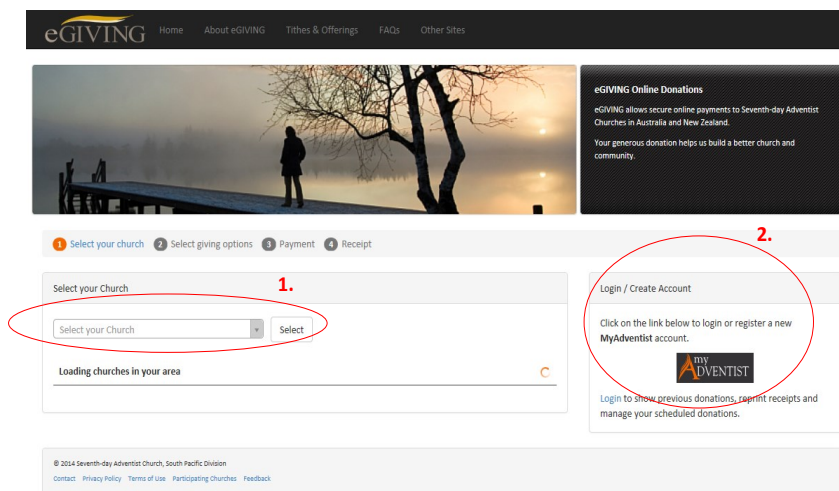 eGIVING Home About eGIVING Tithes & Offerings FAQs Other Sites
eGIVING Online Donations
eGIVING allows secure online payments to Seventh-day Adventist
Churches in Australia and New Zealand.
Your generous donation helps us build a better church and
community.
1 Select your church 2 Select giving options 3 Payment 4 Receipt
2.
Select your Church
1.
Select your Church Select
Loading churches in your area
Login / Create Account
Click on the link below to login or register a new
MyAdventist account.
my
ADVENTIST
Login to show previous donations, reprint receipts and
manage your scheduled donations.
© 2014 Seventh-day Adventist Church, South Pacific Division
Contact Privacy Policy Terms of Use Participating Churches Feedback